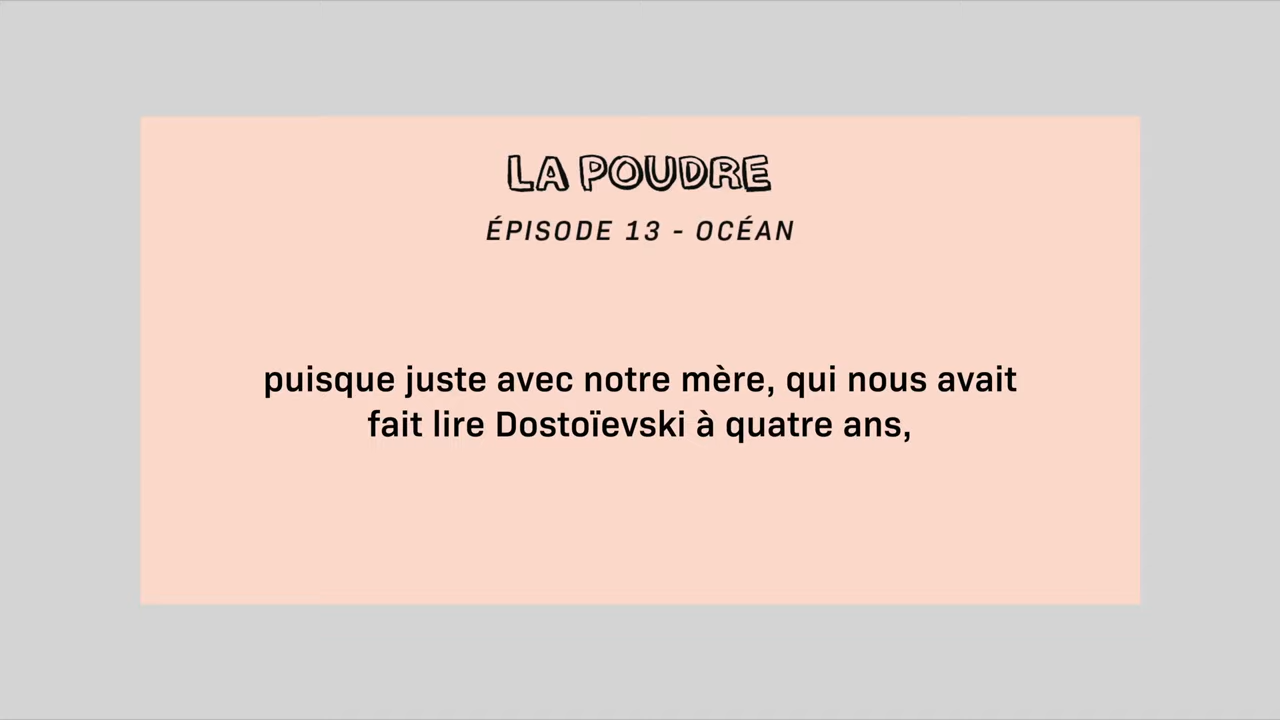 LA POUDRE
ÉPISODE 13 - OCÉAN
puisque juste avec notre mère, qui nous avait
fait lire Dostoïevski à quatre ans,